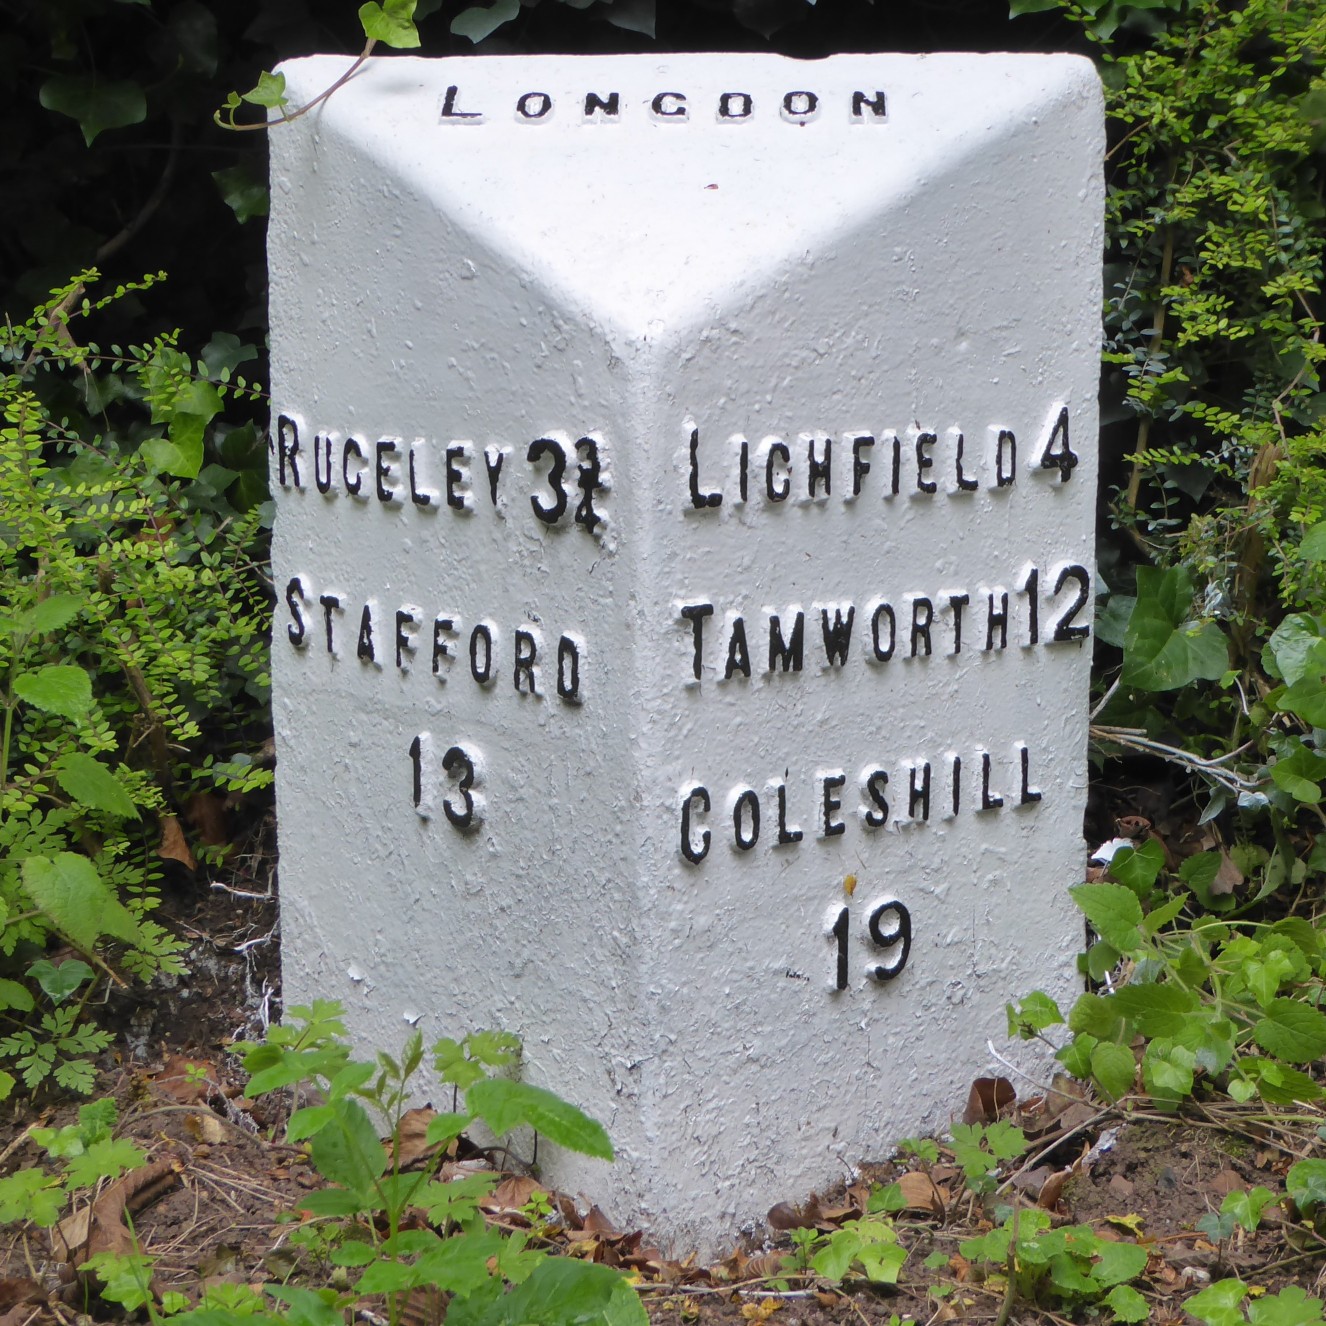 LONGDON
RUGELEY 3¾
STAFFORD
13
LICHFIELD 4
TAMWORTH 12
COLESHILL
19